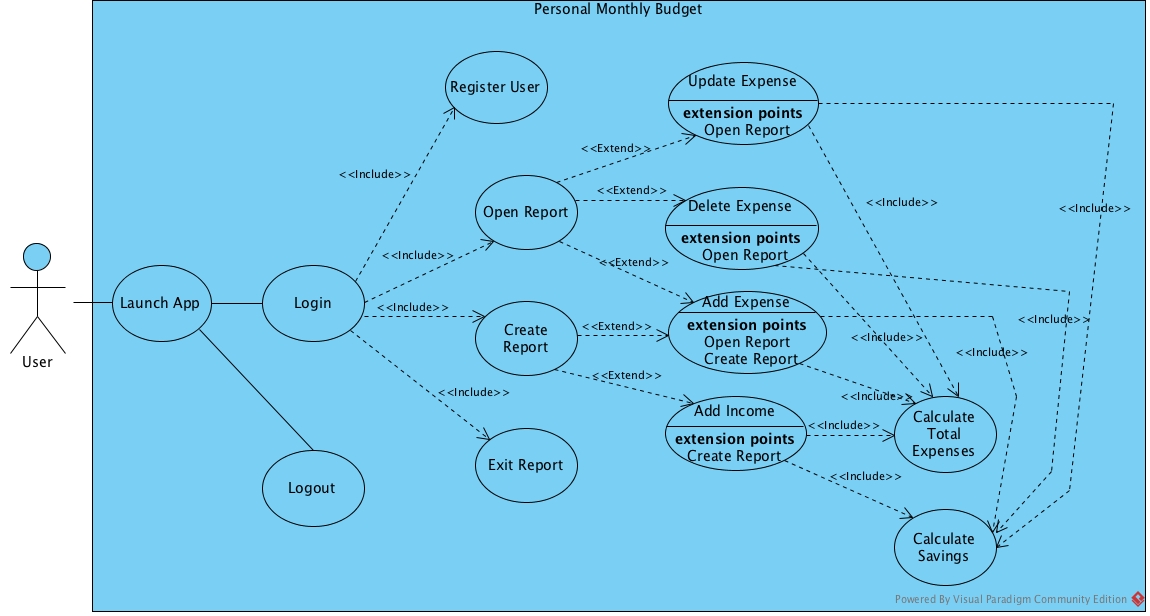 Personal Monthly Budget
Register User
Update Expense
extension points
Open Report
<<Include>>
<<Extend>>
<<Extend>>
<<Include>>
<<Include>>
Open Report
Delete Expense
extension points
Open Report
<<Include>>
<<Extend>>
User
Launch App
Login
<<Include>>
Create
Report
<<Extend>>
<<Extend>>
Add Expense
extension points
Open Report
Create Report
<<Include>>
<<Include>>
<<Include>>
<<Include>>
<<Include>>
Add Income
extension points
Create Report
<<Include>>
<<Include>>
Calculate
Total
Expenses
Exit Report
Logout
Calculate
Savings
Powered By Visual Paradigm Community Edition